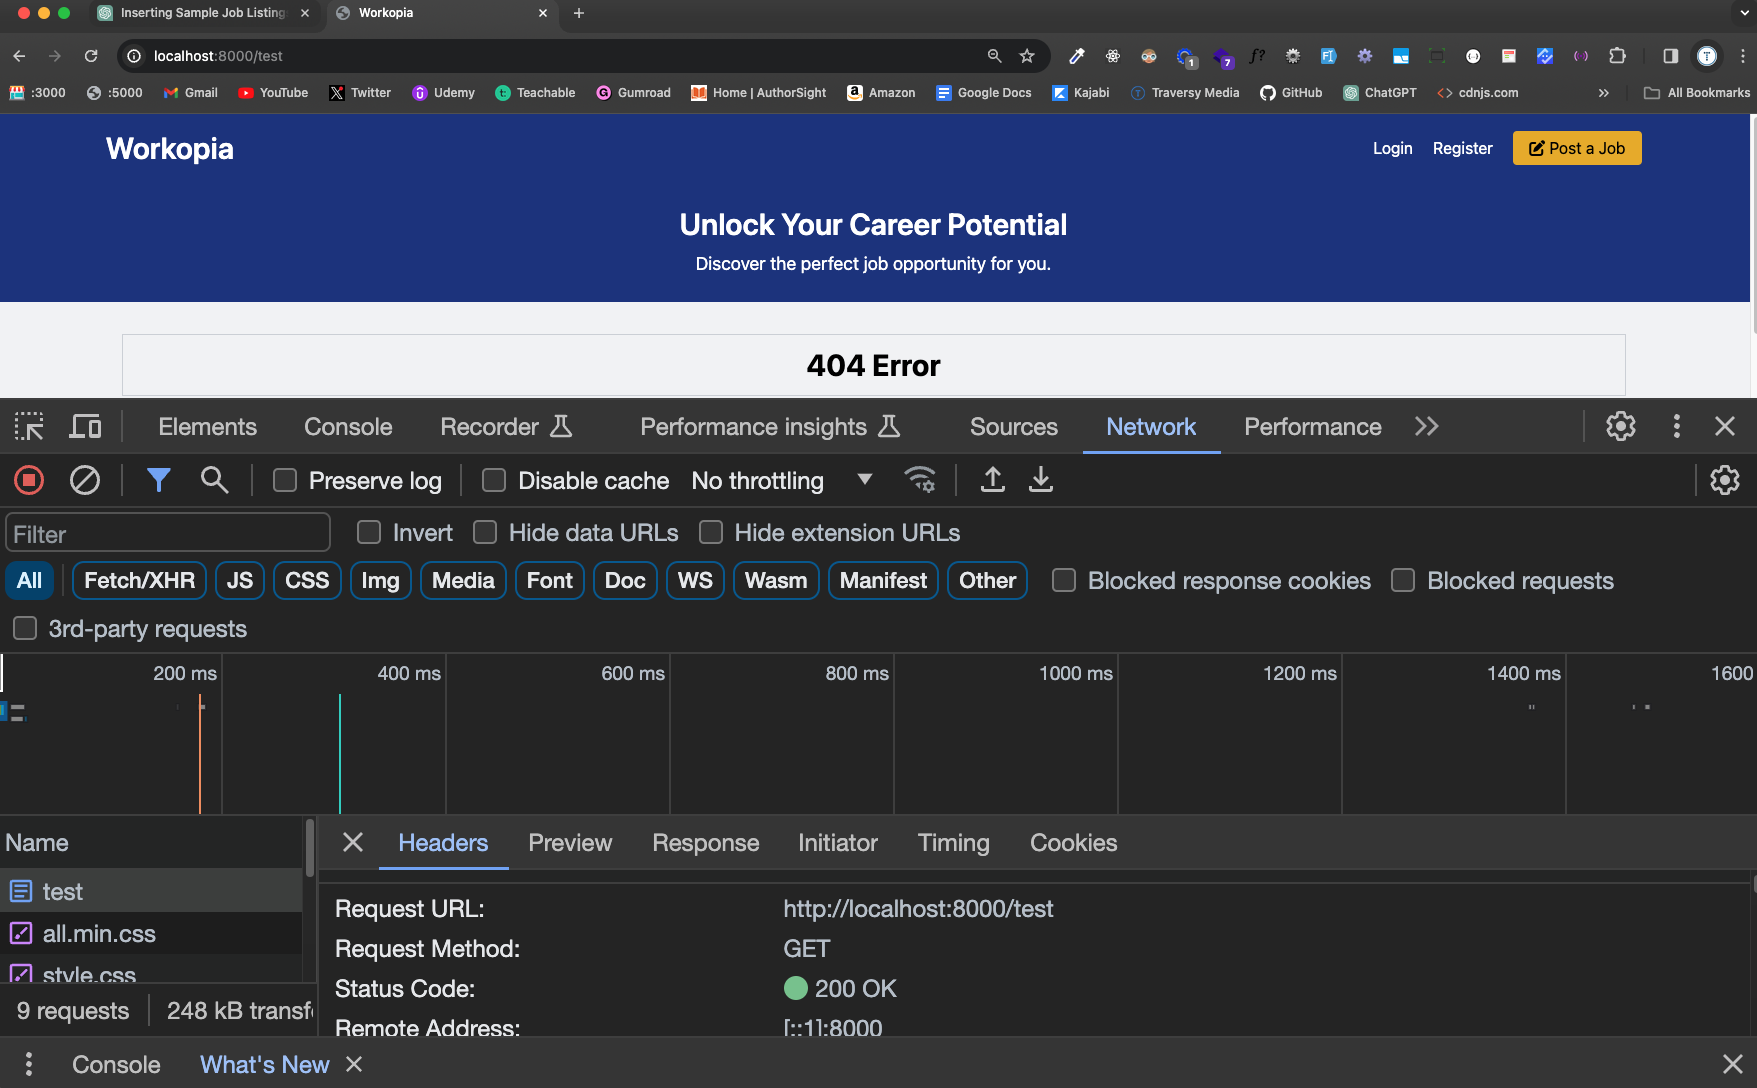 Inserting Sample Job Listing
Workopia
localhost:8000/test
1
7
f?
:3000
:5000
Gmail
YouTube
Twitter
Udemy
Teachable
Gumroad
Home | AuthorSight
Amazon
Google Docs
Kajabi
Traversy Media
GitHub
ChatGPT
cdnjs.com
All Bookmarks
Workopia
Login
Register
Post a Job
Unlock Your Career Potential
Discover the perfect job opportunity for you.
404 Error
Elements
Console
Recorder
Performance insights
Sources
Network
Performance
Preserve log
Disable cache
No throttling
Filter
Invert
Hide data URLs
Hide extension URLs
All
Fetch/XHR
JS
CSS
Img
Media
Font
Doc
WS
Wasm
Manifest
Other
Blocked response cookies
Blocked requests
3rd-party requests
200 ms
400 ms
600 ms
800 ms
1000 ms
1200 ms
1400 ms
1600
Name
Headers
Preview
Response
Initiator
Timing
Cookies
test
all.min.css
style.css
Request URL:
http://localhost:8000/test
Request Method:
GET
Status Code:
200 OK
Remote Address:
[::1]:8000
9 requests
248 kB transf
Console
What's New